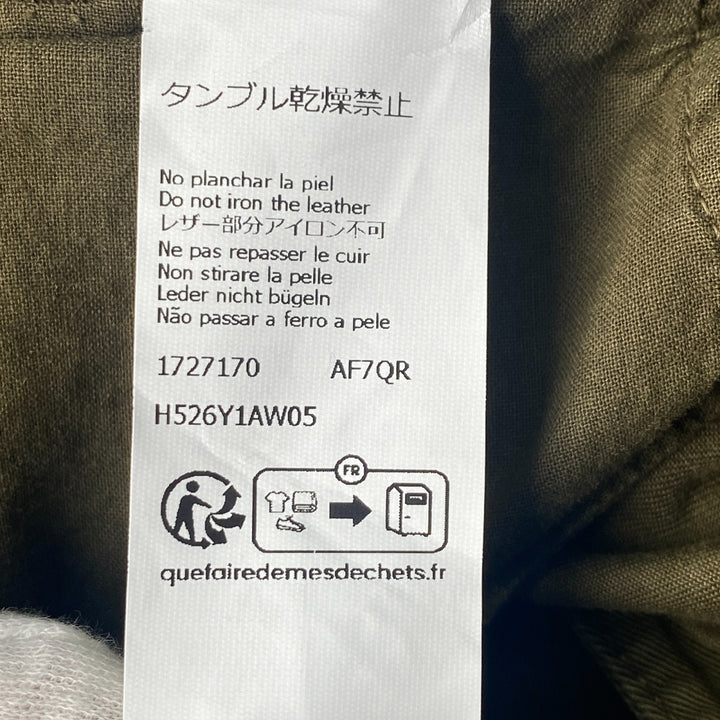 タンブル乾燥禁止
No planchar la piel
Do not iron the leather
レザー部分アイロン不可
Ne pas repasser le cuir
Non stirare la pelle
Leder nicht bügeln
Não passar a ferro a pele
1727170 AF7QR
H526Y1AW05
FR
quefairedemesdechets.fr